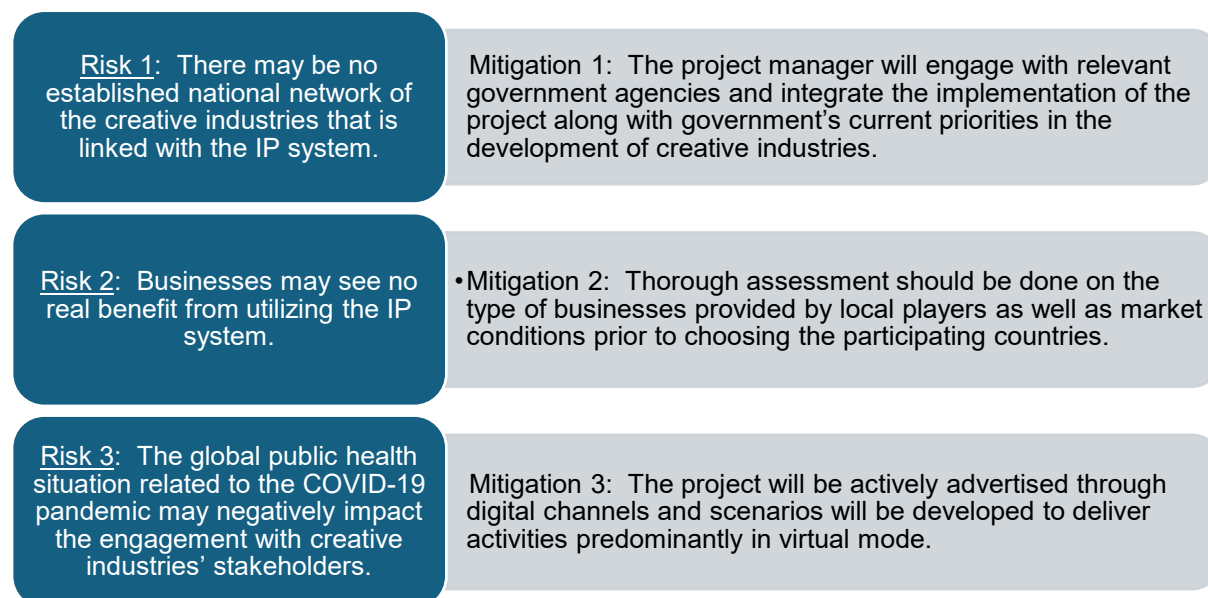 Risk 1:  There may be no
established national network of
the creative industries that is
linked with the IP system.
Mitigation 1:  The project manager will engage with relevant
government agencies and integrate the implementation of the
project along with government’s current priorities in the
development of creative industries.
Risk 2:  Businesses may see no
real benefit from utilizing the IP
system.
•Mitigation 2:  Thorough assessment should be done on the
type of businesses provided by local players as well as market
conditions prior to choosing the participating countries.
Risk 3:  The global public health
situation related to the COVID-19
pandemic may negatively impact
the engagement with creative
industries’ stakeholders.
Mitigation 3:  The project will be actively advertised through
digital channels and scenarios will be developed to deliver
activities predominantly in virtual mode.